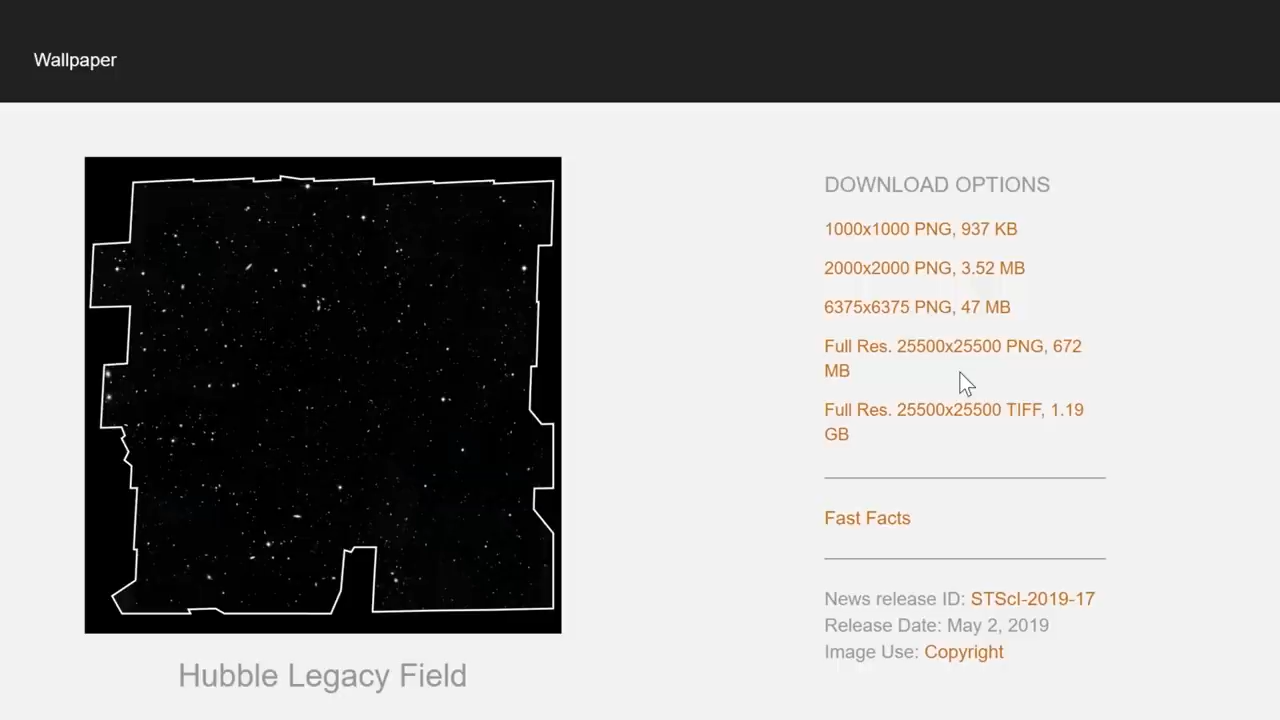 Wallpaper
DOWNLOAD OPTIONS
1000x1000 PNG, 937 KB
2000x2000 PNG, 3.52 MB
6375x6375 PNG, 47 MB
Full Res. 25500x25500 PNG, 672
MB
Full Res. 25500x25500 TIFF, 1.19
GB
Fast Facts
News release ID: STScI-2019-17
Release Date: May 2, 2019
Image Use: Copyright
Hubble Legacy Field